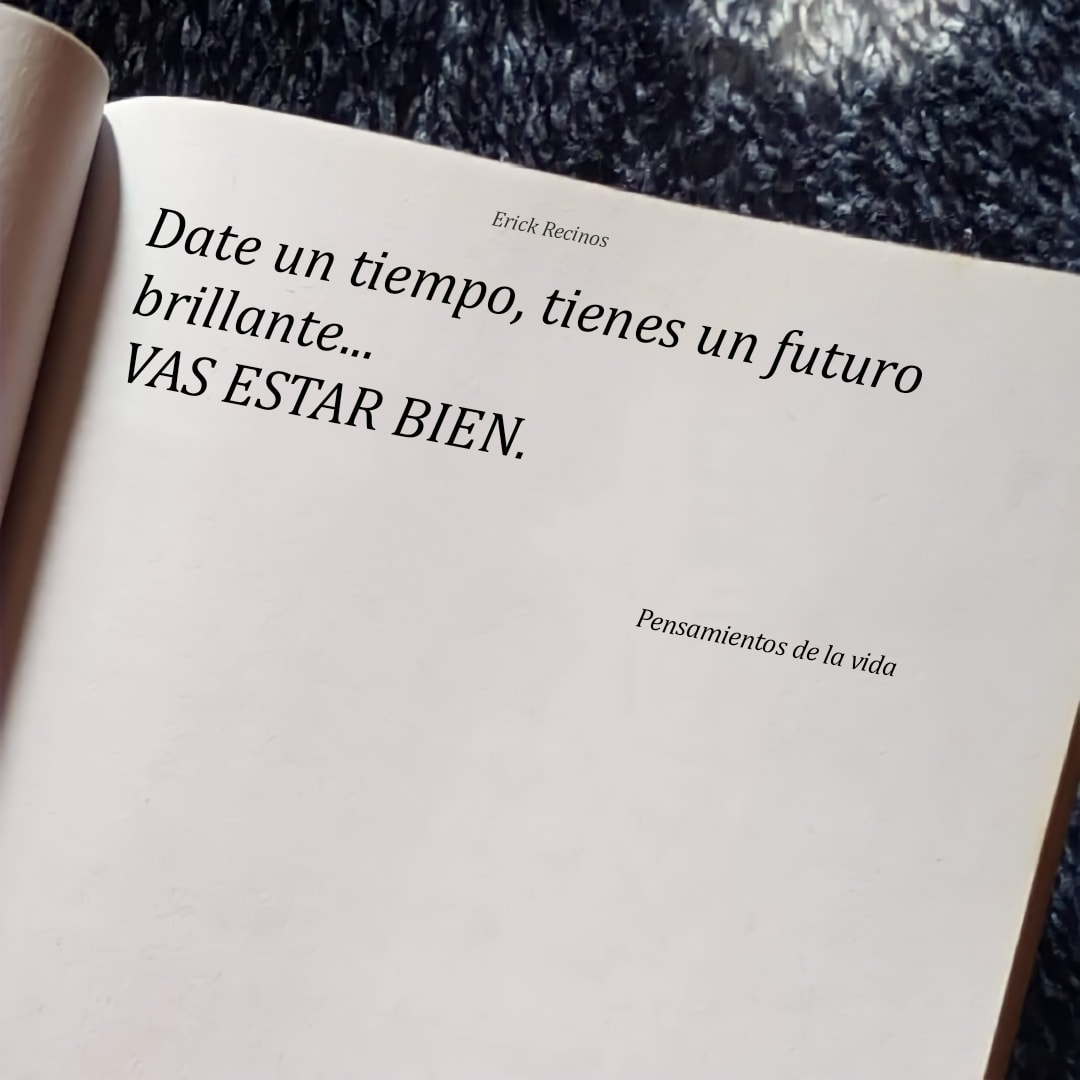 Erick Recinos
Date un tiempo, tienes un futuro
brillante...
VAS ESTAR BIEN.
Pensamientos de la vida